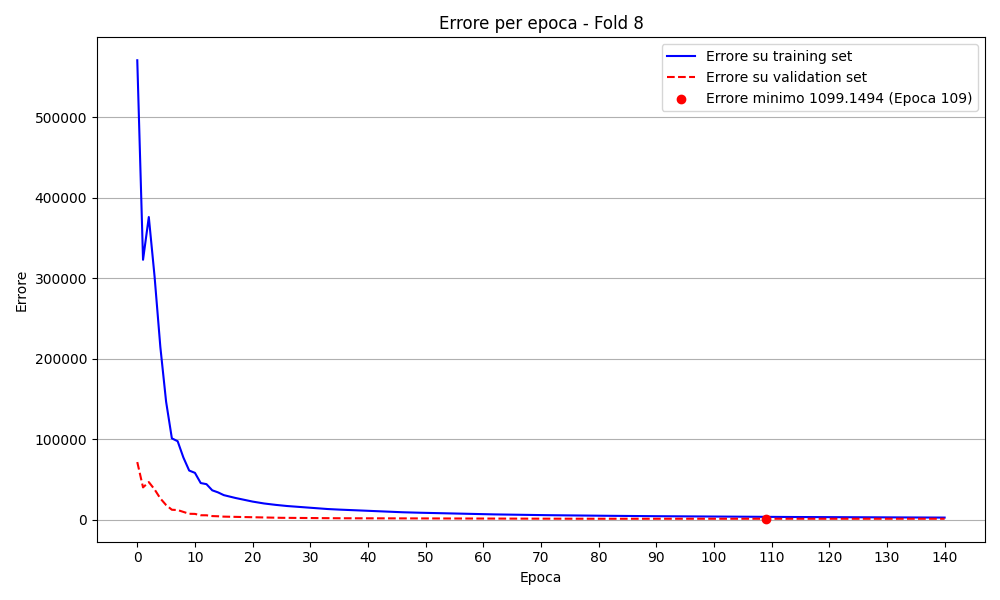 Errore per epoca - Fold 8
Errore su training set
Errore su validation set
Errore minimo 1099.1494 (Epoca 109)
Errore
500000
400000
300000
200000
100000
0
0 10 20 30 40 50 60 70 80 90 100 110 120 130 140
Epoca